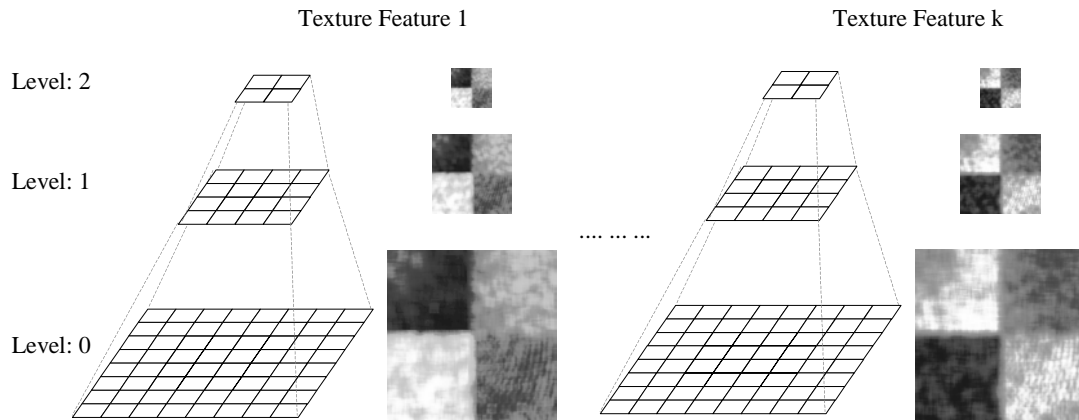 Texture Feature 1
Texture Feature k
Level: 2
Level: 1
.... ... ...
Level: 0